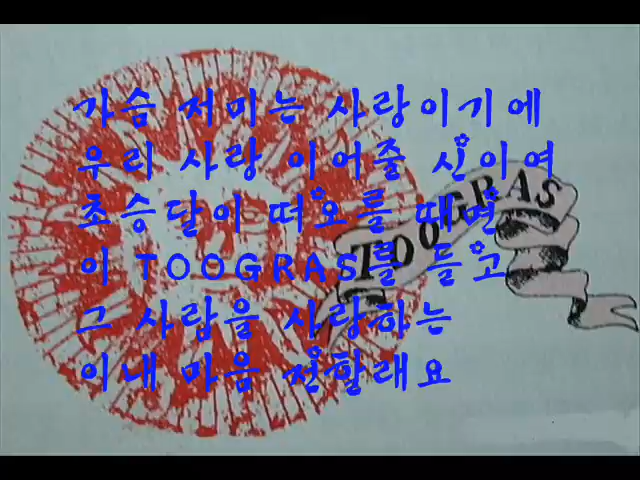 가슴 저미는 사랑이기에
우리 사랑 이어줄 신이여
초승달이 떠오를 때면
이 TOOGRAS를 들고
그 사람을 사랑하는
이내 마음 전할래요
TOOGRAS